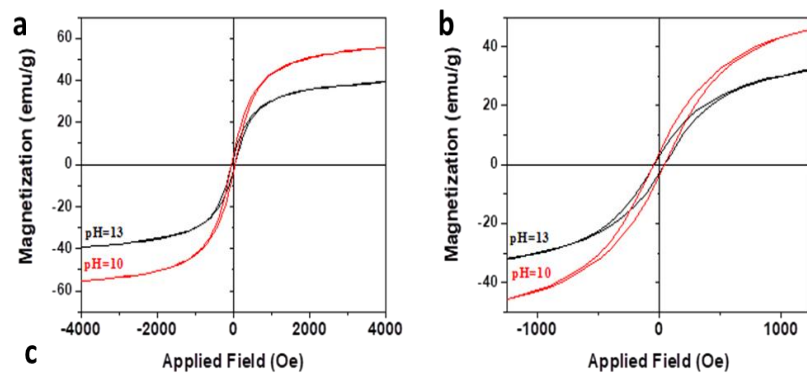 a
Magnetization (emu/g)
60
40
20
0
-20
-40
-60
pH=13
pH=10
-4000 -2000 0 2000 4000
Applied Field (Oe)
b
Magnetization (emu/g)
40
20
0
-20
-40
pH=13
pH=10
-1000 0 1000
Applied Field (Oe)
c